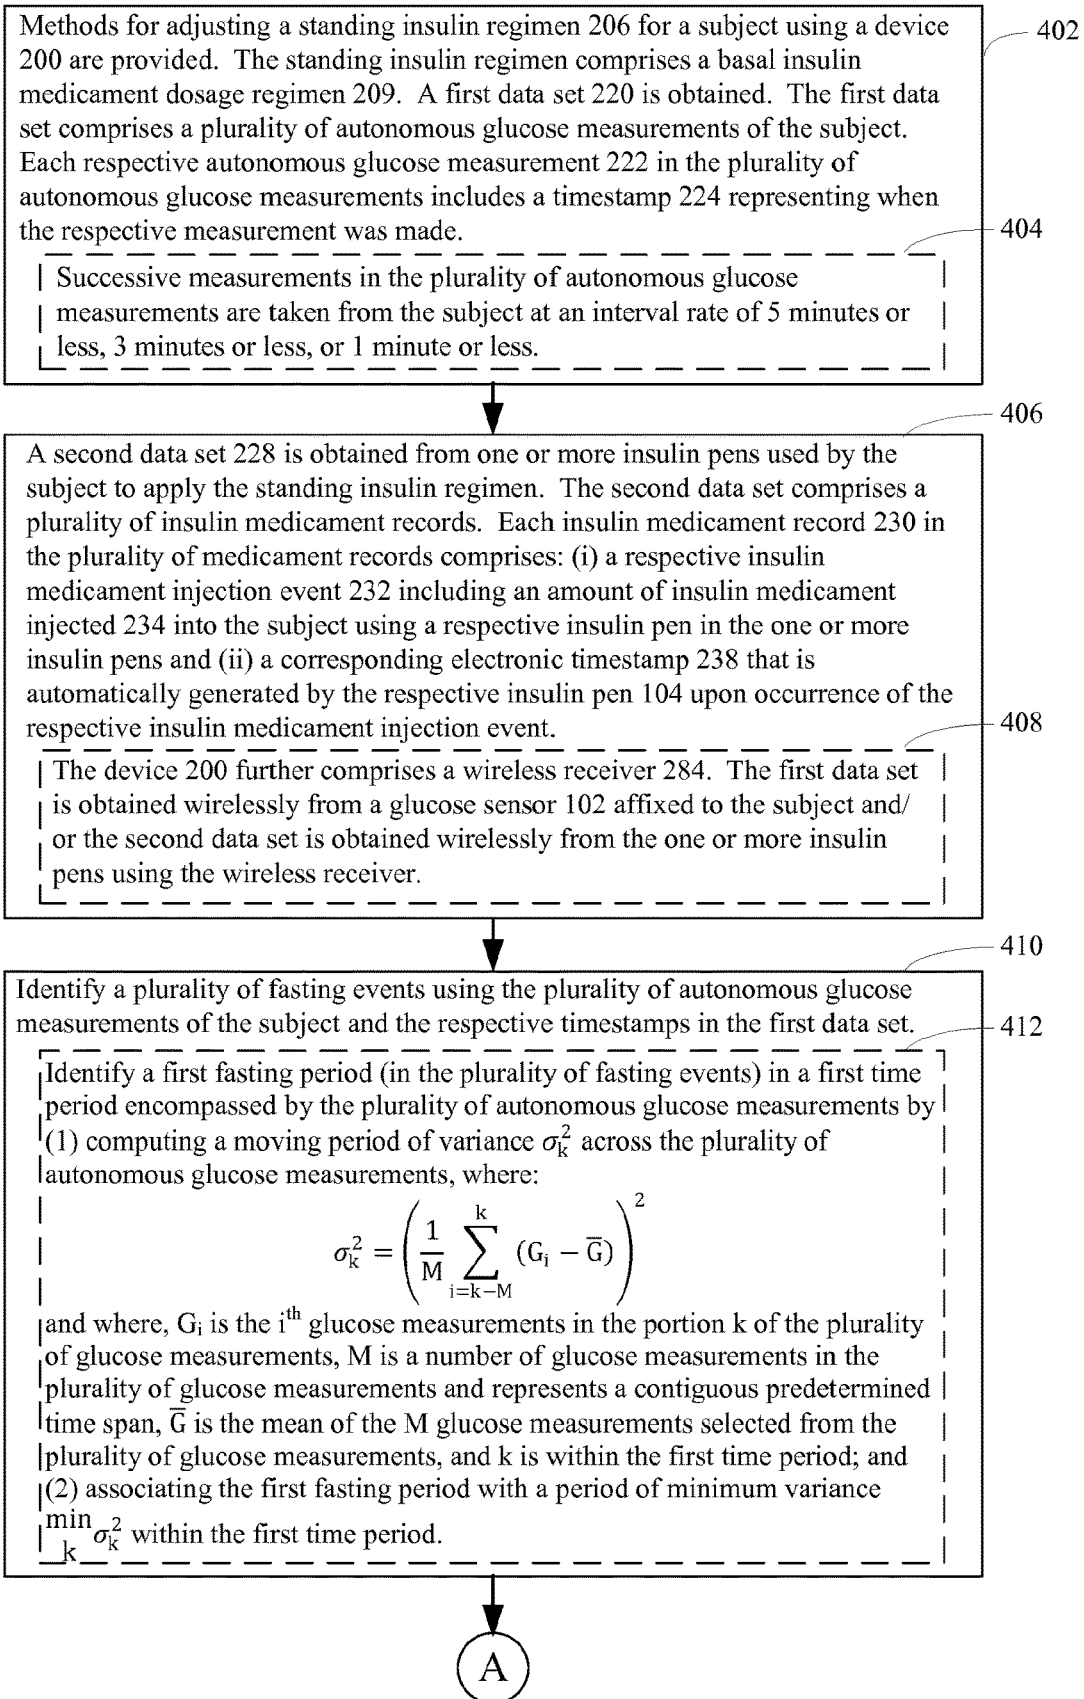 Methods for adjusting a standing insulin regimen 206 for a subject using a device
200 are provided. The standing insulin regimen comprises a basal insulin
medicament dosage regimen 209. A first data set 220 is obtained. The first data
set comprises a plurality of autonomous glucose measurements of the subject.
Each respective autonomous glucose measurement 222 in the plurality of
autonomous glucose measurements includes a timestamp 224 representing when
the respective measurement was made.
402
404
Successive measurements in the plurality of autonomous glucose
measurements are taken from the subject at an interval rate of 5 minutes or
less, 3 minutes or less, or 1 minute or less.
406
A second data set 228 is obtained from one or more insulin pens used by the
subject to apply the standing insulin regimen. The second data set comprises a
plurality of insulin medicament records. Each insulin medicament record 230 in
the plurality of medicament records comprises: (i) a respective insulin
medicament injection event 232 including an amount of insulin medicament
injected 234 into the subject using a respective insulin pen in the one or more
insulin pens and (ii) a corresponding electronic timestamp 238 that is
automatically generated by the respective insulin pen 104 upon occurrence of the
respective insulin medicament injection event.
408
The device 200 further comprises a wireless receiver 284. The first data set
is obtained wirelessly from a glucose sensor 102 affixed to the subject and/
or the second data set is obtained wirelessly from the one or more insulin
pens using the wireless receiver.
410
Identify a plurality of fasting events using the plurality of autonomous glucose
measurements of the subject and the respective timestamps in the first data set.
412
Identify a first fasting period (in the plurality of fasting events) in a first time
period encompassed by the plurality of autonomous glucose measurements by
(1) computing a moving period of variance σ_k^2 across the plurality of
autonomous glucose measurements, where:
σ_k^2 = (1/M ∑_{i=k−M}^{k} (G_i − G̅))^2
and where, G_i is the i^th glucose measurements in the portion k of the plurality
of glucose measurements, M is a number of glucose measurements in the
plurality of glucose measurements and represents a contiguous predetermined
time span, G̅ is the mean of the M glucose measurements selected from the
plurality of glucose measurements, and k is within the first time period; and
(2) associating the first fasting period with a period of minimum variance
min_k σ_k^2 within the first time period.
A